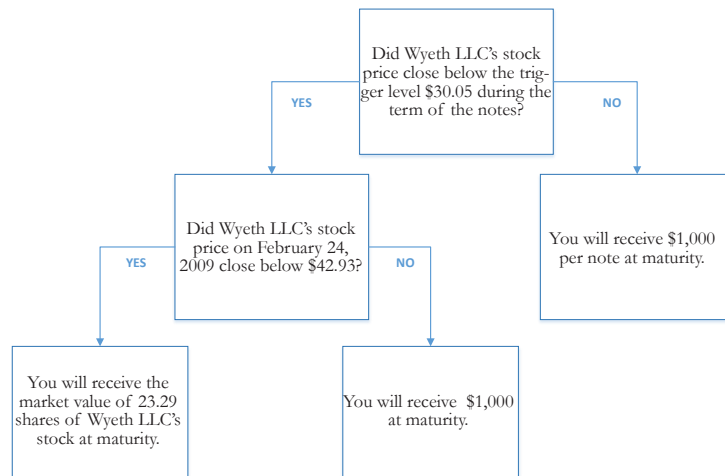 Did Wyeth LLC's stock
price close below the trig-
ger level $30.05 during the
term of the notes?
YES
NO
Did Wyeth LLC's stock
price on February 24,
2009 close below $42.93?
You will receive $1,000
per note at maturity.
YES
NO
You will receive the
market value of 23.29
shares of Wyeth LLC's
stock at maturity.
You will receive $1,000
at maturity.